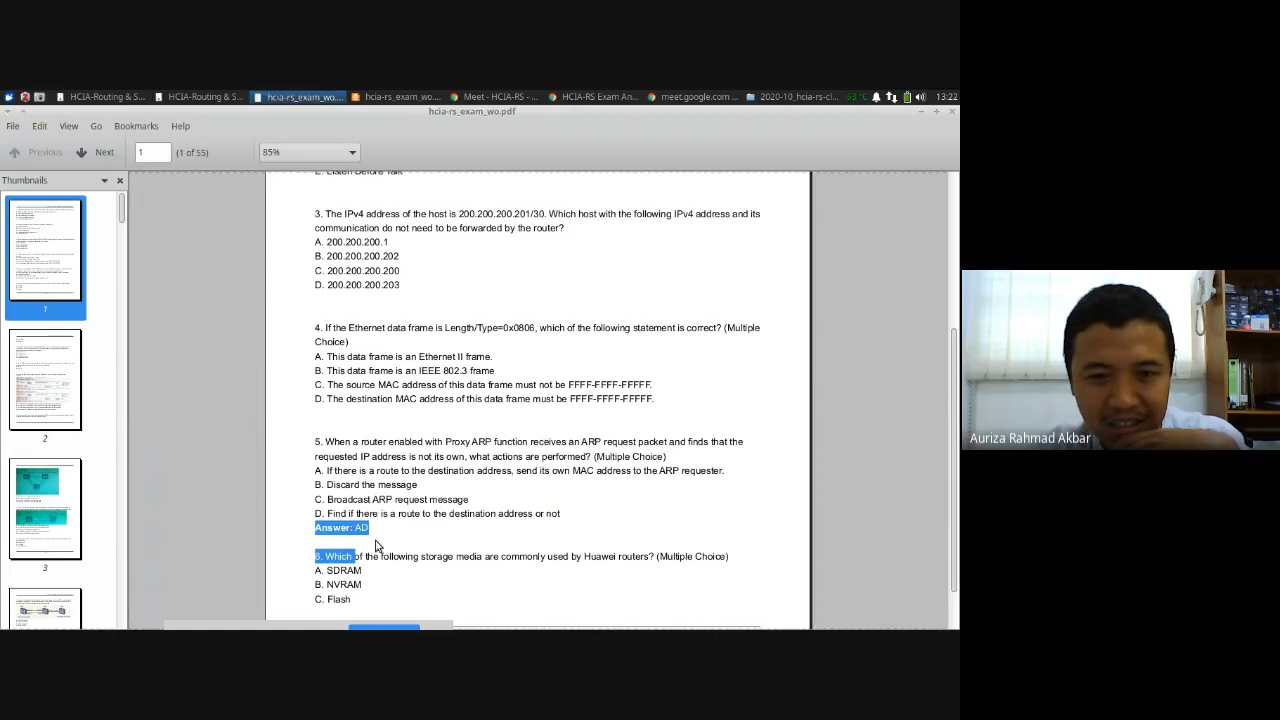 HCIA-Routing & S...
HCIA-Routing & S...
hcia-rs_exam_wo....
hcia-rs_exam_wo....
Meet - HCIA-RS - ...
HCIA-RS Exam An...
meet.google.com ...
2020-10_hcia-rs-cl...
63 °C
13:22
hcia-rs_exam_wo.pdf
File Edit View Go Bookmarks Help
Previous Next 1 (1 of 55) 85%
Thumbnails
1
2
3
E. Listen Before Talk
3. The IPv4 address of the host is 200.200.200.201/30. Which host with the following IPv4 address and its
communication do not need to be forwarded by the router?
A. 200.200.200.1
B. 200.200.200.202
C. 200.200.200.200
D. 200.200.200.203
4. If the Ethernet data frame is Length/Type=0x0806, which of the following statement is correct? (Multiple
Choice)
A. This data frame is an Ethernet II frame.
B. This data frame is an IEEE 802.3 frame
C. The source MAC address of this data frame must not be FFFF-FFFF-FFFFF.
D. The destination MAC address of this data frame must be FFFF-FFFF-FFFFF.
5. When a router enabled with Proxy ARP function receives an ARP request packet and finds that the
requested IP address is not its own, what actions are performed? (Multiple Choice)
A. If there is a route to the destination address, send its own MAC address to the ARP requester.
B. Discard the message
C. Broadcast ARP request message
D. Find if there is a route to the destination address or not
Answer: AD
6. Which of the following storage media are commonly used by Huawei routers? (Multiple Choice)
A. SDRAM
B. NVRAM
C. Flash
Auriza Rahmad Akbar